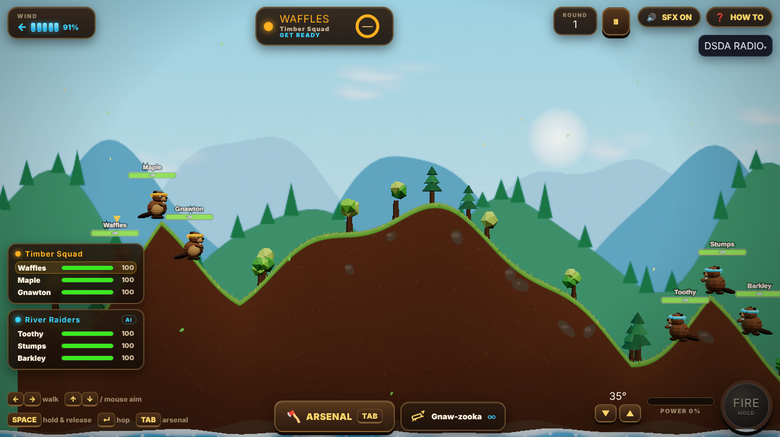 WIND
91%
WAFFLES
Timber Squad
GET READY
ROUND
1
SFX ON
HOW TO
DSDA RADIO
Maple
Gnawton
Waffles
Stumps
Toothy
Barkley
Timber Squad
Waffles 100
Maple 100
Gnawton 100
River Raiders AI
Toothy 100
Stumps 100
Barkley 100
← → walk ↑ ↓ / mouse aim
SPACE hold & release ↵ hop TAB arsenal
ARSENAL TAB
Gnaw-zooka ∞
35°
▼ ▲
POWER 0%
FIRE
HOLD